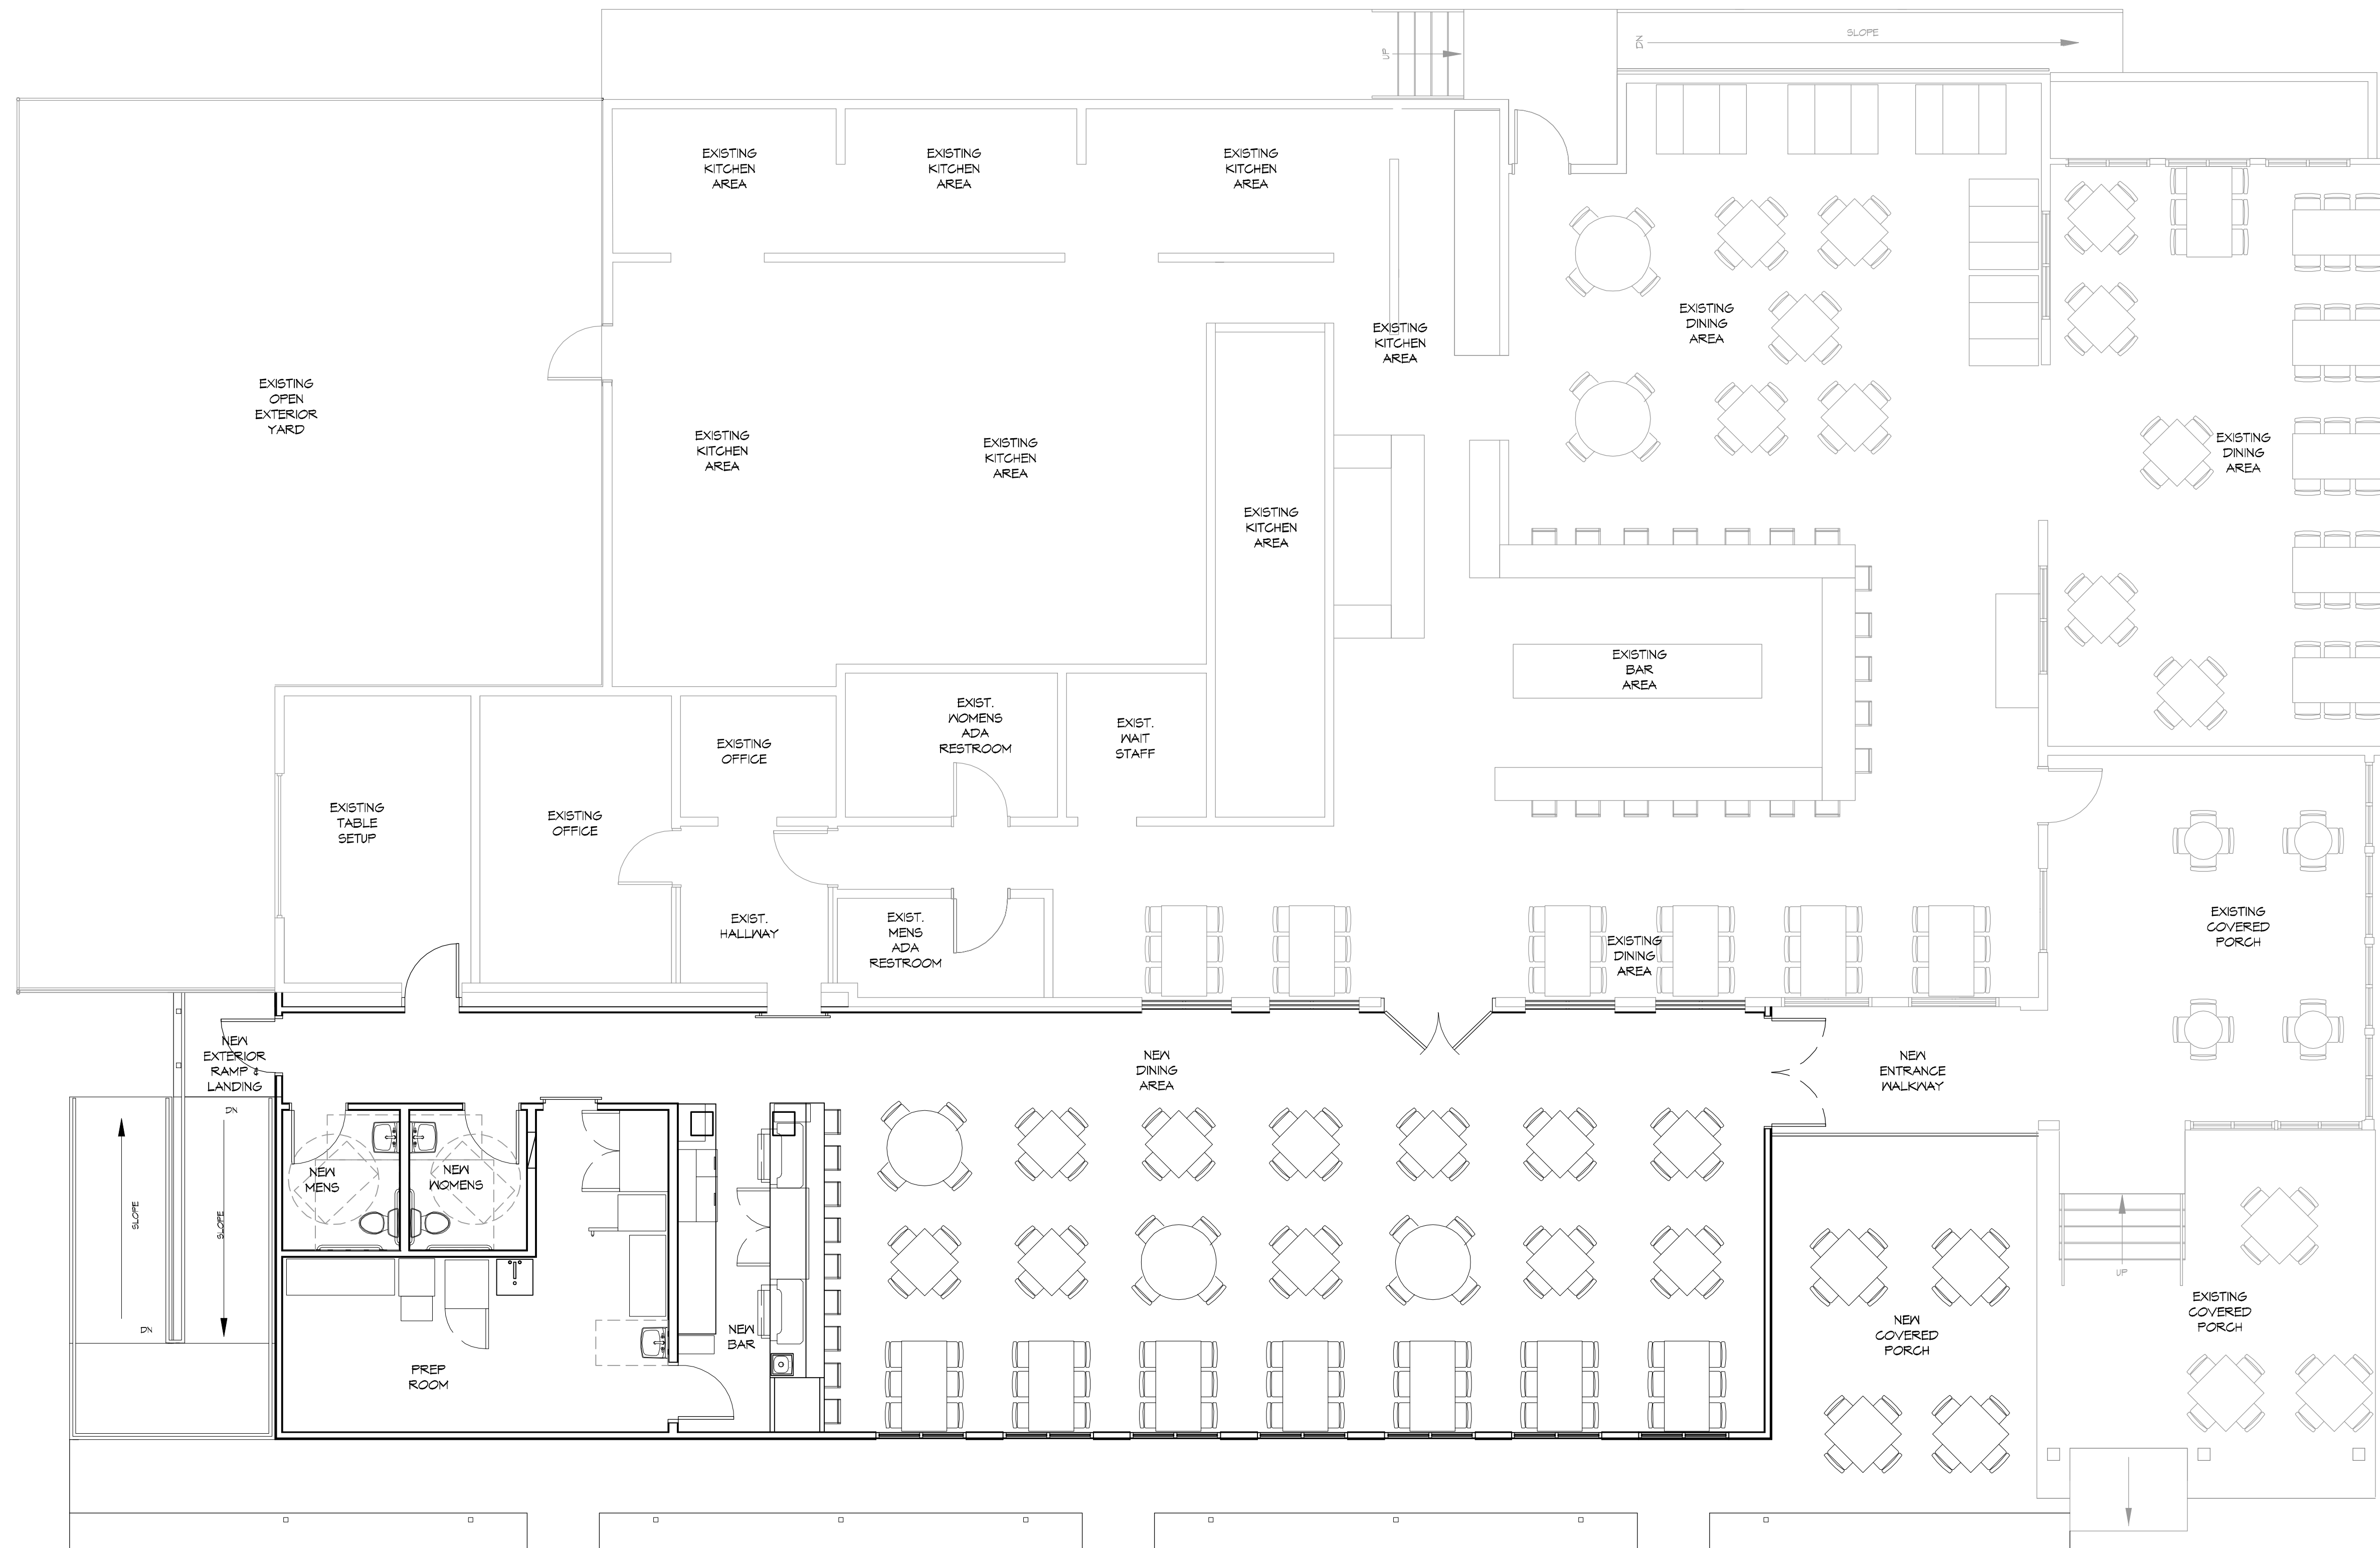 UP
DN
SLOPE
EXISTING
KITCHEN
AREA
EXISTING
KITCHEN
AREA
EXISTING
KITCHEN
AREA
EXISTING
KITCHEN
AREA
EXISTING
DINING
AREA
EXISTING
OPEN
EXTERIOR
YARD
EXISTING
KITCHEN
AREA
EXISTING
KITCHEN
AREA
EXISTING
DINING
AREA
EXISTING
KITCHEN
AREA
EXISTING
BAR
AREA
EXISTING
OFFICE
EXIST.
WOMENS
ADA
RESTROOM
EXIST.
WAIT
STAFF
EXISTING
TABLE
SETUP
EXISTING
OFFICE
EXIST.
HALLWAY
EXIST.
MENS
ADA
RESTROOM
EXISTING
DINING
AREA
EXISTING
COVERED
PORCH
NEW
EXTERIOR
RAMP &
LANDING
NEW
DINING
AREA
NEW
ENTRANCE
WALKWAY
DN
SLOPE
SLOPE
DN
NEW
MENS
NEW
WOMENS
UP
EXISTING
COVERED
PORCH
NEW
COVERED
PORCH
NEW
BAR
PREP
ROOM